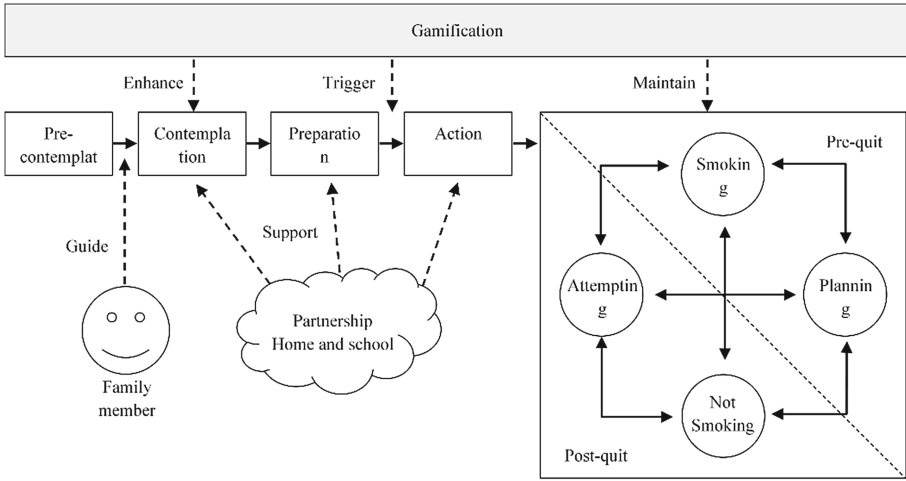 Gamification
Enhance
Trigger
Maintain
Pre-
contemplat
Contempla
tion
Preparatio
n
Action
Pre-quit
Smokin
g
Guide
Support
Attemptin
g
Plannin
g
Partnership
Home and school
Family
member
Not
Smoking
Post-quit